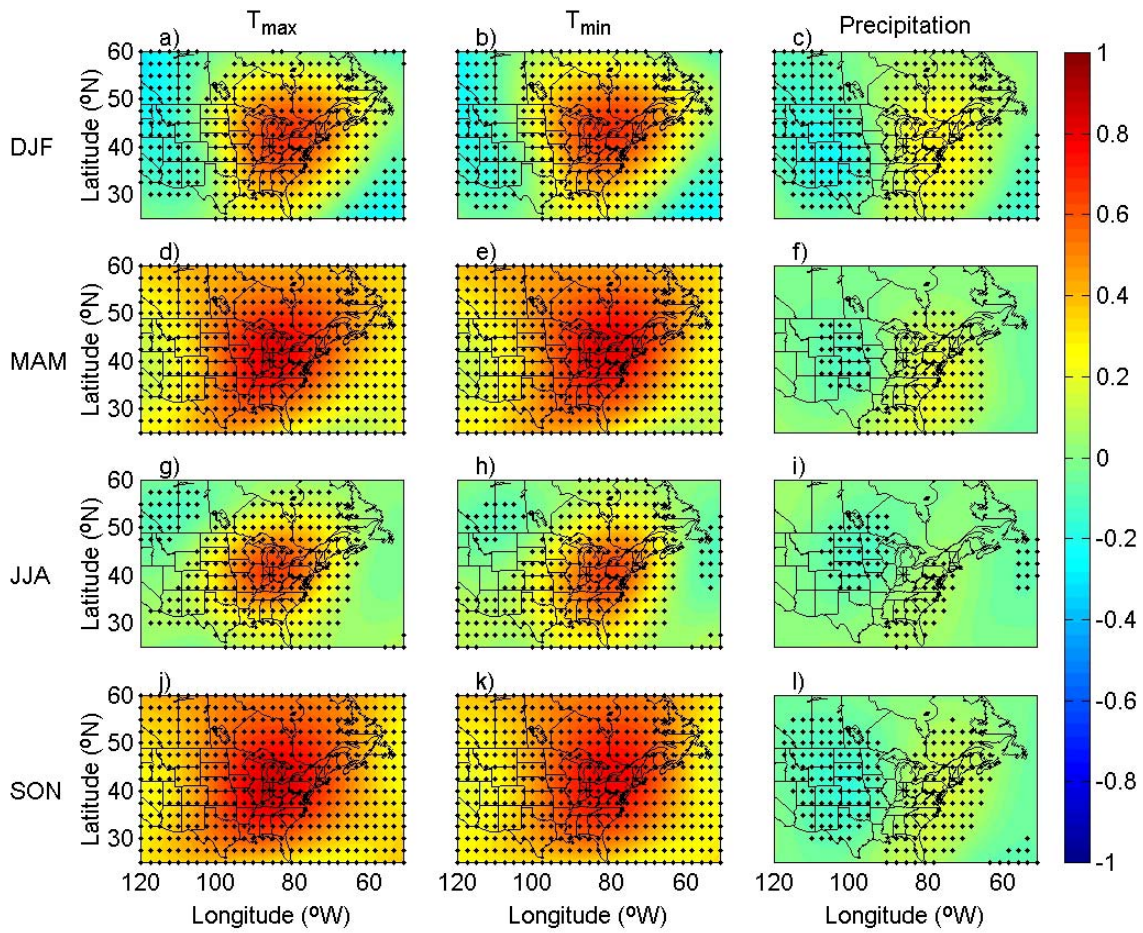 Tmax Tmin Precipitation
a) b) c)
DJF
Latitude (ºN)
60
50
40
30
d) e) f)
MAM
Latitude (ºN)
60
50
40
30
g) h) i)
JJA
Latitude (ºN)
60
50
40
30
j) k) l)
SON
Latitude (ºN)
60
50
40
30
120 100 80 60 120 100 80 60 120 100 80 60
Longitude (ºW) Longitude (ºW) Longitude (ºW)
1
0.8
0.6
0.4
0.2
0
-0.2
-0.4
-0.6
-0.8
-1